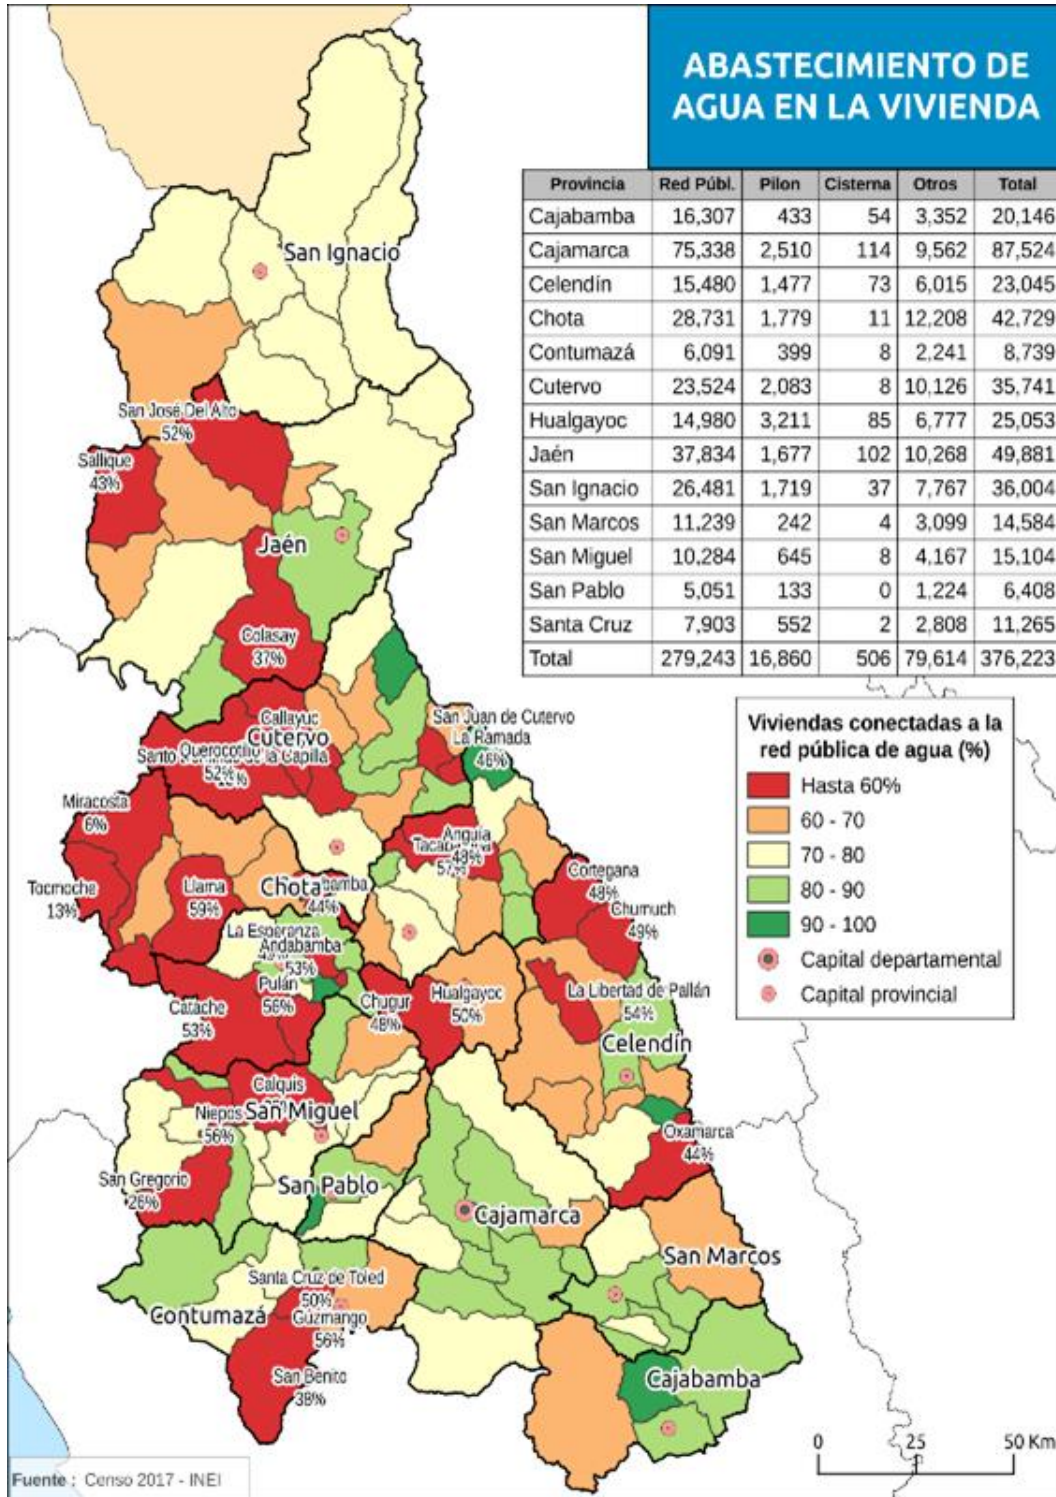 ABASTECIMIENTO DE
AGUA EN LA VIVIENDA
Provincia Red Públ. Pilon Cisterna Otros Total
Cajabamba 16,307 433 54 3,352 20,146
Cajamarca 75,338 2,510 114 9,562 87,524
Celendín 15,480 1,477 73 6,015 23,045
Chota 28,731 1,779 11 12,208 42,729
Contumazá 6,091 399 8 2,241 8,739
Cutervo 23,524 2,083 8 10,126 35,741
Hualgayoc 14,980 3,211 85 6,777 25,053
Jaén 37,834 1,677 102 10,268 49,881
San Ignacio 26,481 1,719 37 7,767 36,004
San Marcos 11,239 242 4 3,099 14,584
San Miguel 10,284 645 8 4,167 15,104
San Pablo 5,051 133 0 1,224 6,408
Santa Cruz 7,903 552 2 2,808 11,265
Total 279,243 16,860 506 79,614 376,223
Viviendas conectadas a la
red pública de agua (%)
Hasta 60%
60 - 70
70 - 80
80 - 90
90 - 100
Capital departamental
Capital provincial
San Ignacio
San José Del Alto
52%
Sallique
43%
Jaén
Colasay
37%
Callayuc
Cutervo
Querocotillo
Santo de la Capilla
52%
San Juan de Cutervo
La Ramada
46%
Miracosta
6%
Anguía
48%
57%
Tocmoche
13%
Llama
59%
Chota
44%
Cortegana
48%
Chumuch
49%
La Esperanza
Andabamba
53%
Pulán
56%
Catache
53%
Chugur
48%
Hualgayoc
50%
La Libertad de Pallán
54%
Celendín
Calquis
Niepos
56%
San Miguel
Oxamarca
44%
San Gregorio
26%
San Pablo
Cajamarca
San Marcos
Santa Cruz de Toled
50%
Contumazá
Guzmango
56%
San Benito
38%
Cajabamba
0 25 50 Km
Fuente : Censo 2017 - INEI